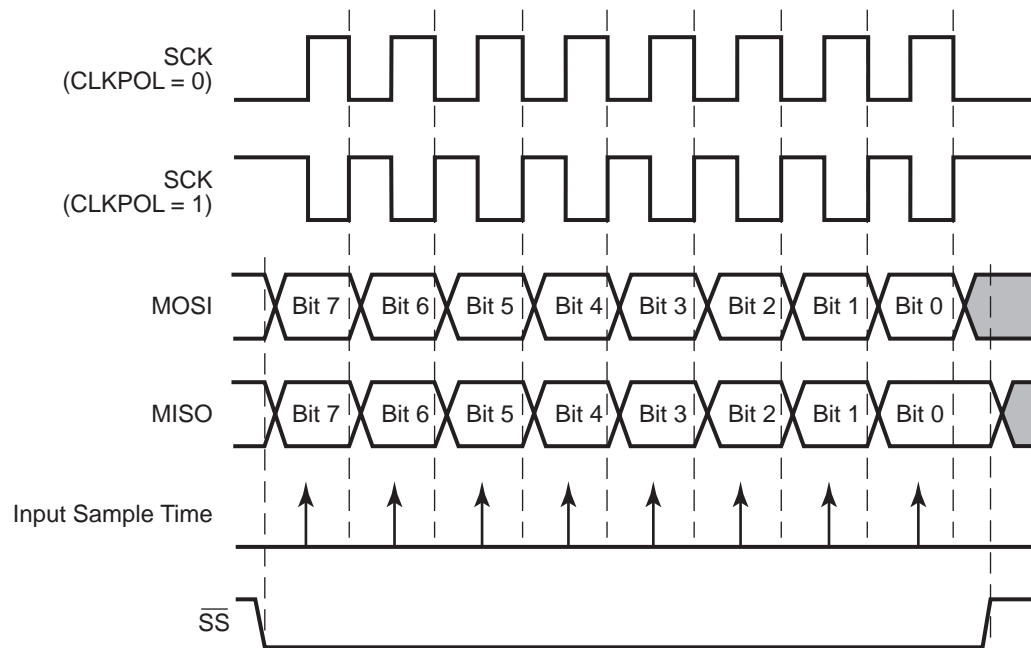 SCK
(CLKPOL = 0)
SCK
(CLKPOL = 1)
MOSI
Bit 7 Bit 6 Bit 5 Bit 4 Bit 3 Bit 2 Bit 1 Bit 0
MISO
Bit 7 Bit 6 Bit 5 Bit 4 Bit 3 Bit 2 Bit 1 Bit 0
Input Sample Time
S̅S̅